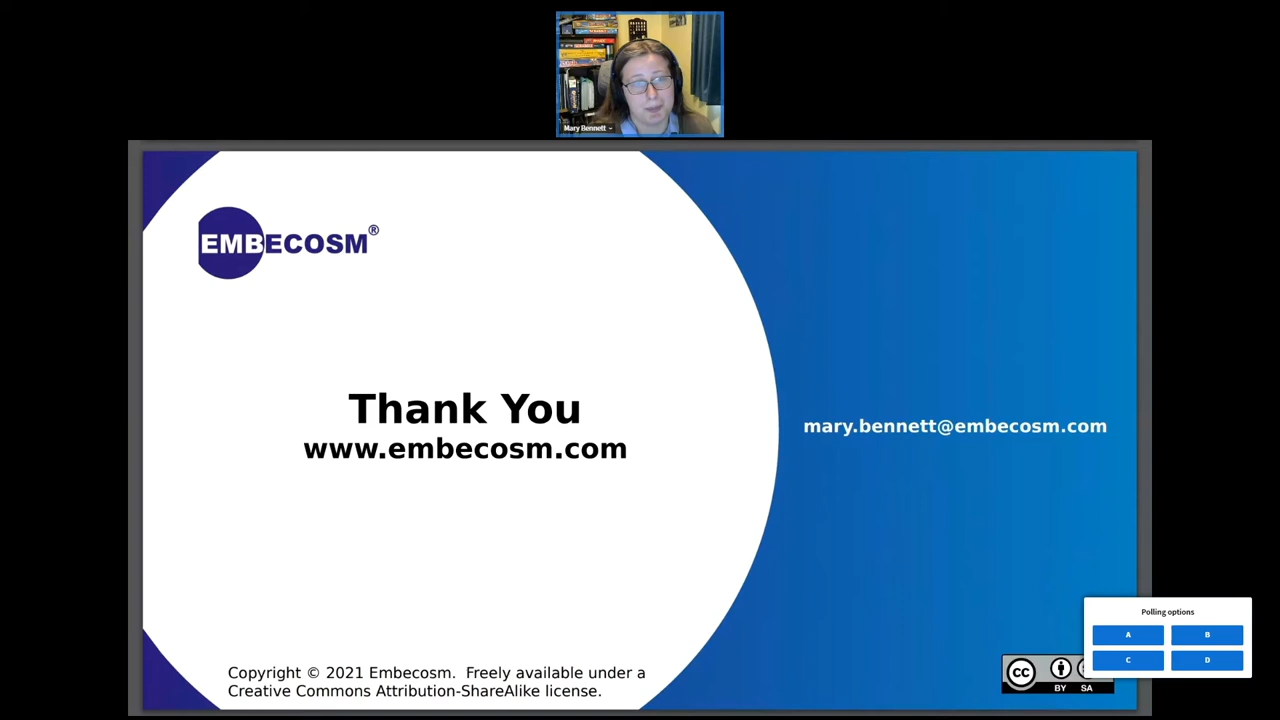 Mary Bennett
EMBECOSM®
Thank You
www.embecosm.com
mary.bennett@embecosm.com
Copyright © 2021 Embecosm.  Freely available under a
Creative Commons Attribution-ShareAlike license.
CC
BY SA
Polling options
A B
C D